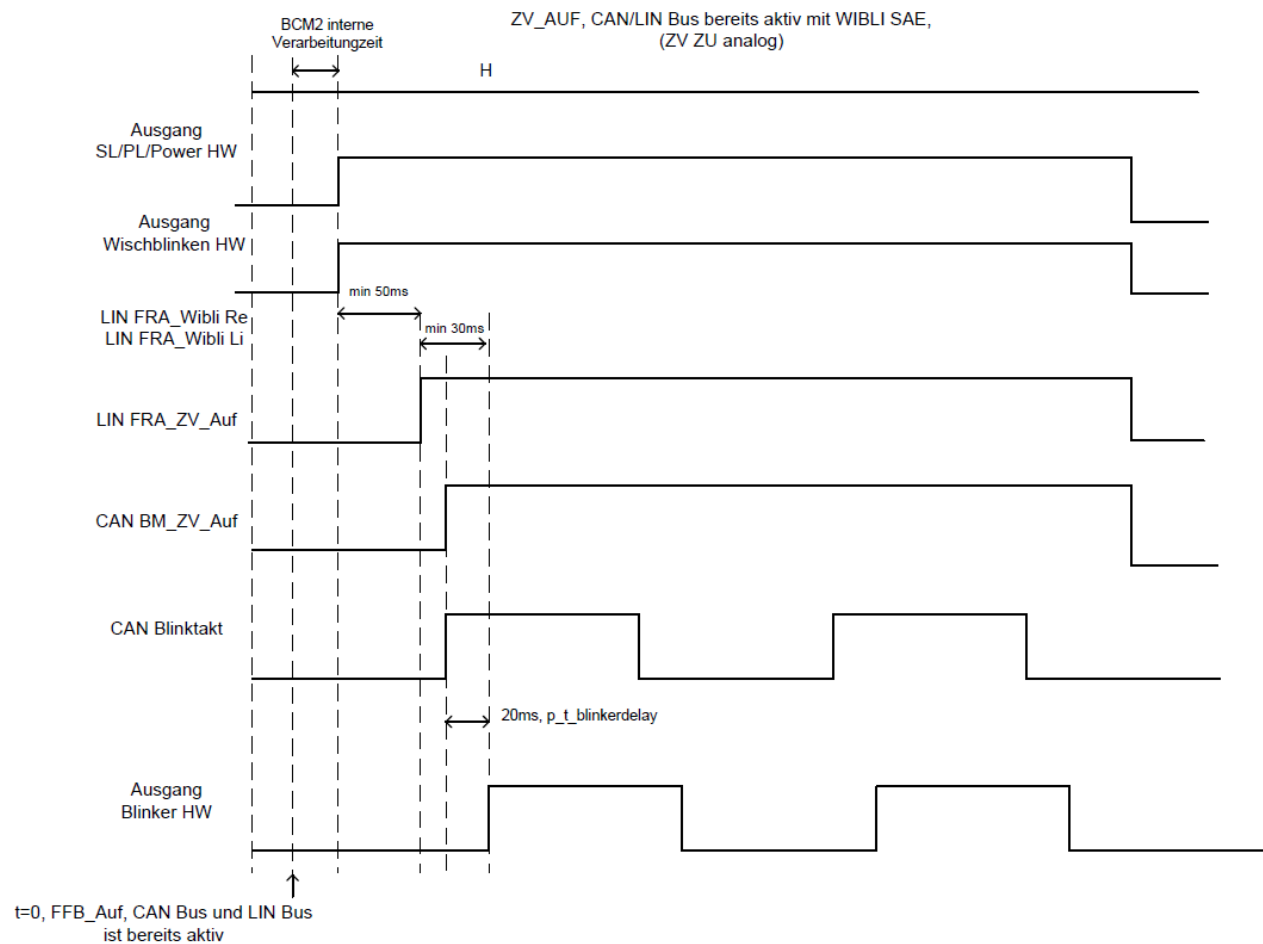 BCM2 interne
Verarbeitungzeit
ZV_AUF, CAN/LIN Bus bereits aktiv mit WIBLI SAE,
(ZV ZU analog)
H
Ausgang
SL/PL/Power HW
Ausgang
Wischblinken HW
min 50ms
LIN FRA_Wibli Re
LIN FRA_Wibli Li
min 30ms
LIN FRA_ZV_Auf
CAN BM_ZV_Auf
CAN Blinktakt
20ms, p_t_blinkerdelay
Ausgang
Blinker HW
t=0, FFB_Auf, CAN Bus und LIN Bus
ist bereits aktiv